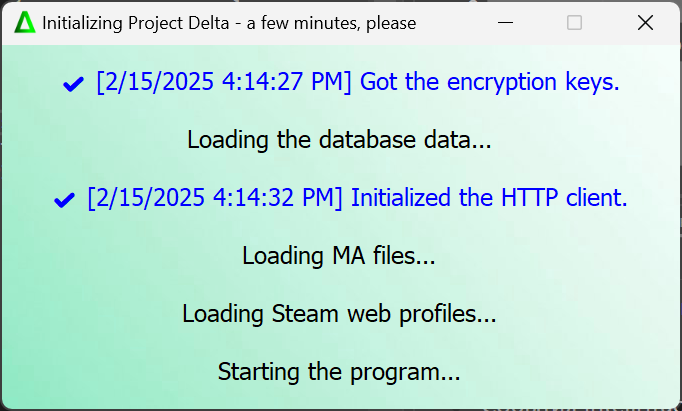 Initializing Project Delta - a few minutes, please
[2/15/2025 4:14:27 PM] Got the encryption keys.
Loading the database data...
[2/15/2025 4:14:32 PM] Initialized the HTTP client.
Loading MA files...
Loading Steam web profiles...
Starting the program...